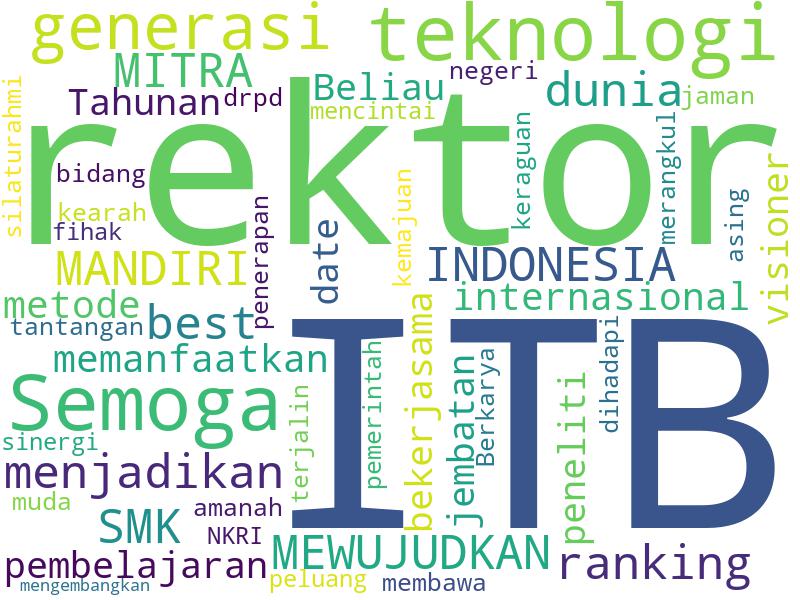 generasi
teknologi
MITRA
Beliau
negeri
dunia
Tahunan
drpd
mencintai
jaman
silaturahmi
rektor
keraguan
merangkul
bidang
kearah
fihak
penerapan
kemajuan
asing
visioner
date
MANDIRI
INDONESIA
metode
internasional
tantangan
best
memanfaatkan
ITB
Semoga
terjalin
pemerintah
bekerjasama
jembatan
Berkarya
peneliti
dihadapi
sinergi
menjadikan
muda
amanah
SMK
NKRI
MEWUJUDKAN
ranking
pembelajaran
peluang
membawa
mengembangkan